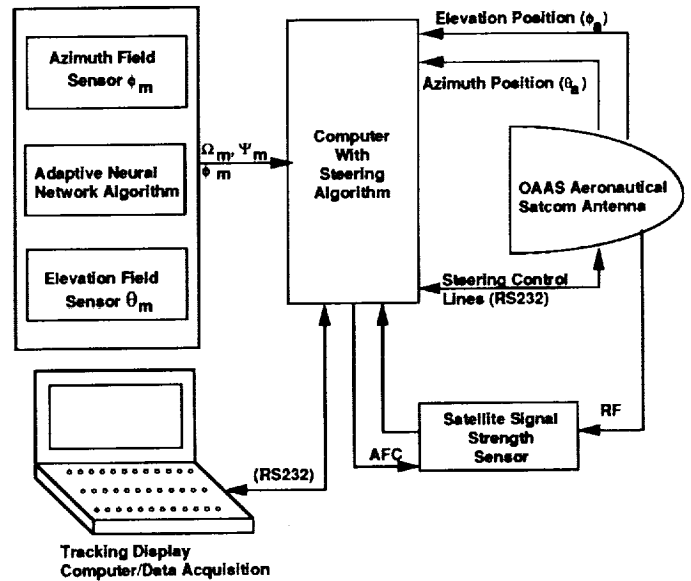 Azimuth Field
Sensor ϕm
Adaptive Neural
Network Algorithm
Elevation Field
Sensor θm
Ωm, Ψm
ϕm
Computer
With
Steering
Algorithm
Elevation Position (ϕa)
Azimuth Position (θa)
OAAS Aeronautical
Satcom Antenna
Steering Control
Lines (RS232)
Satellite Signal
Strength
Sensor
RF
AFC
(RS232)
Tracking Display
Computer/Data Acquisition